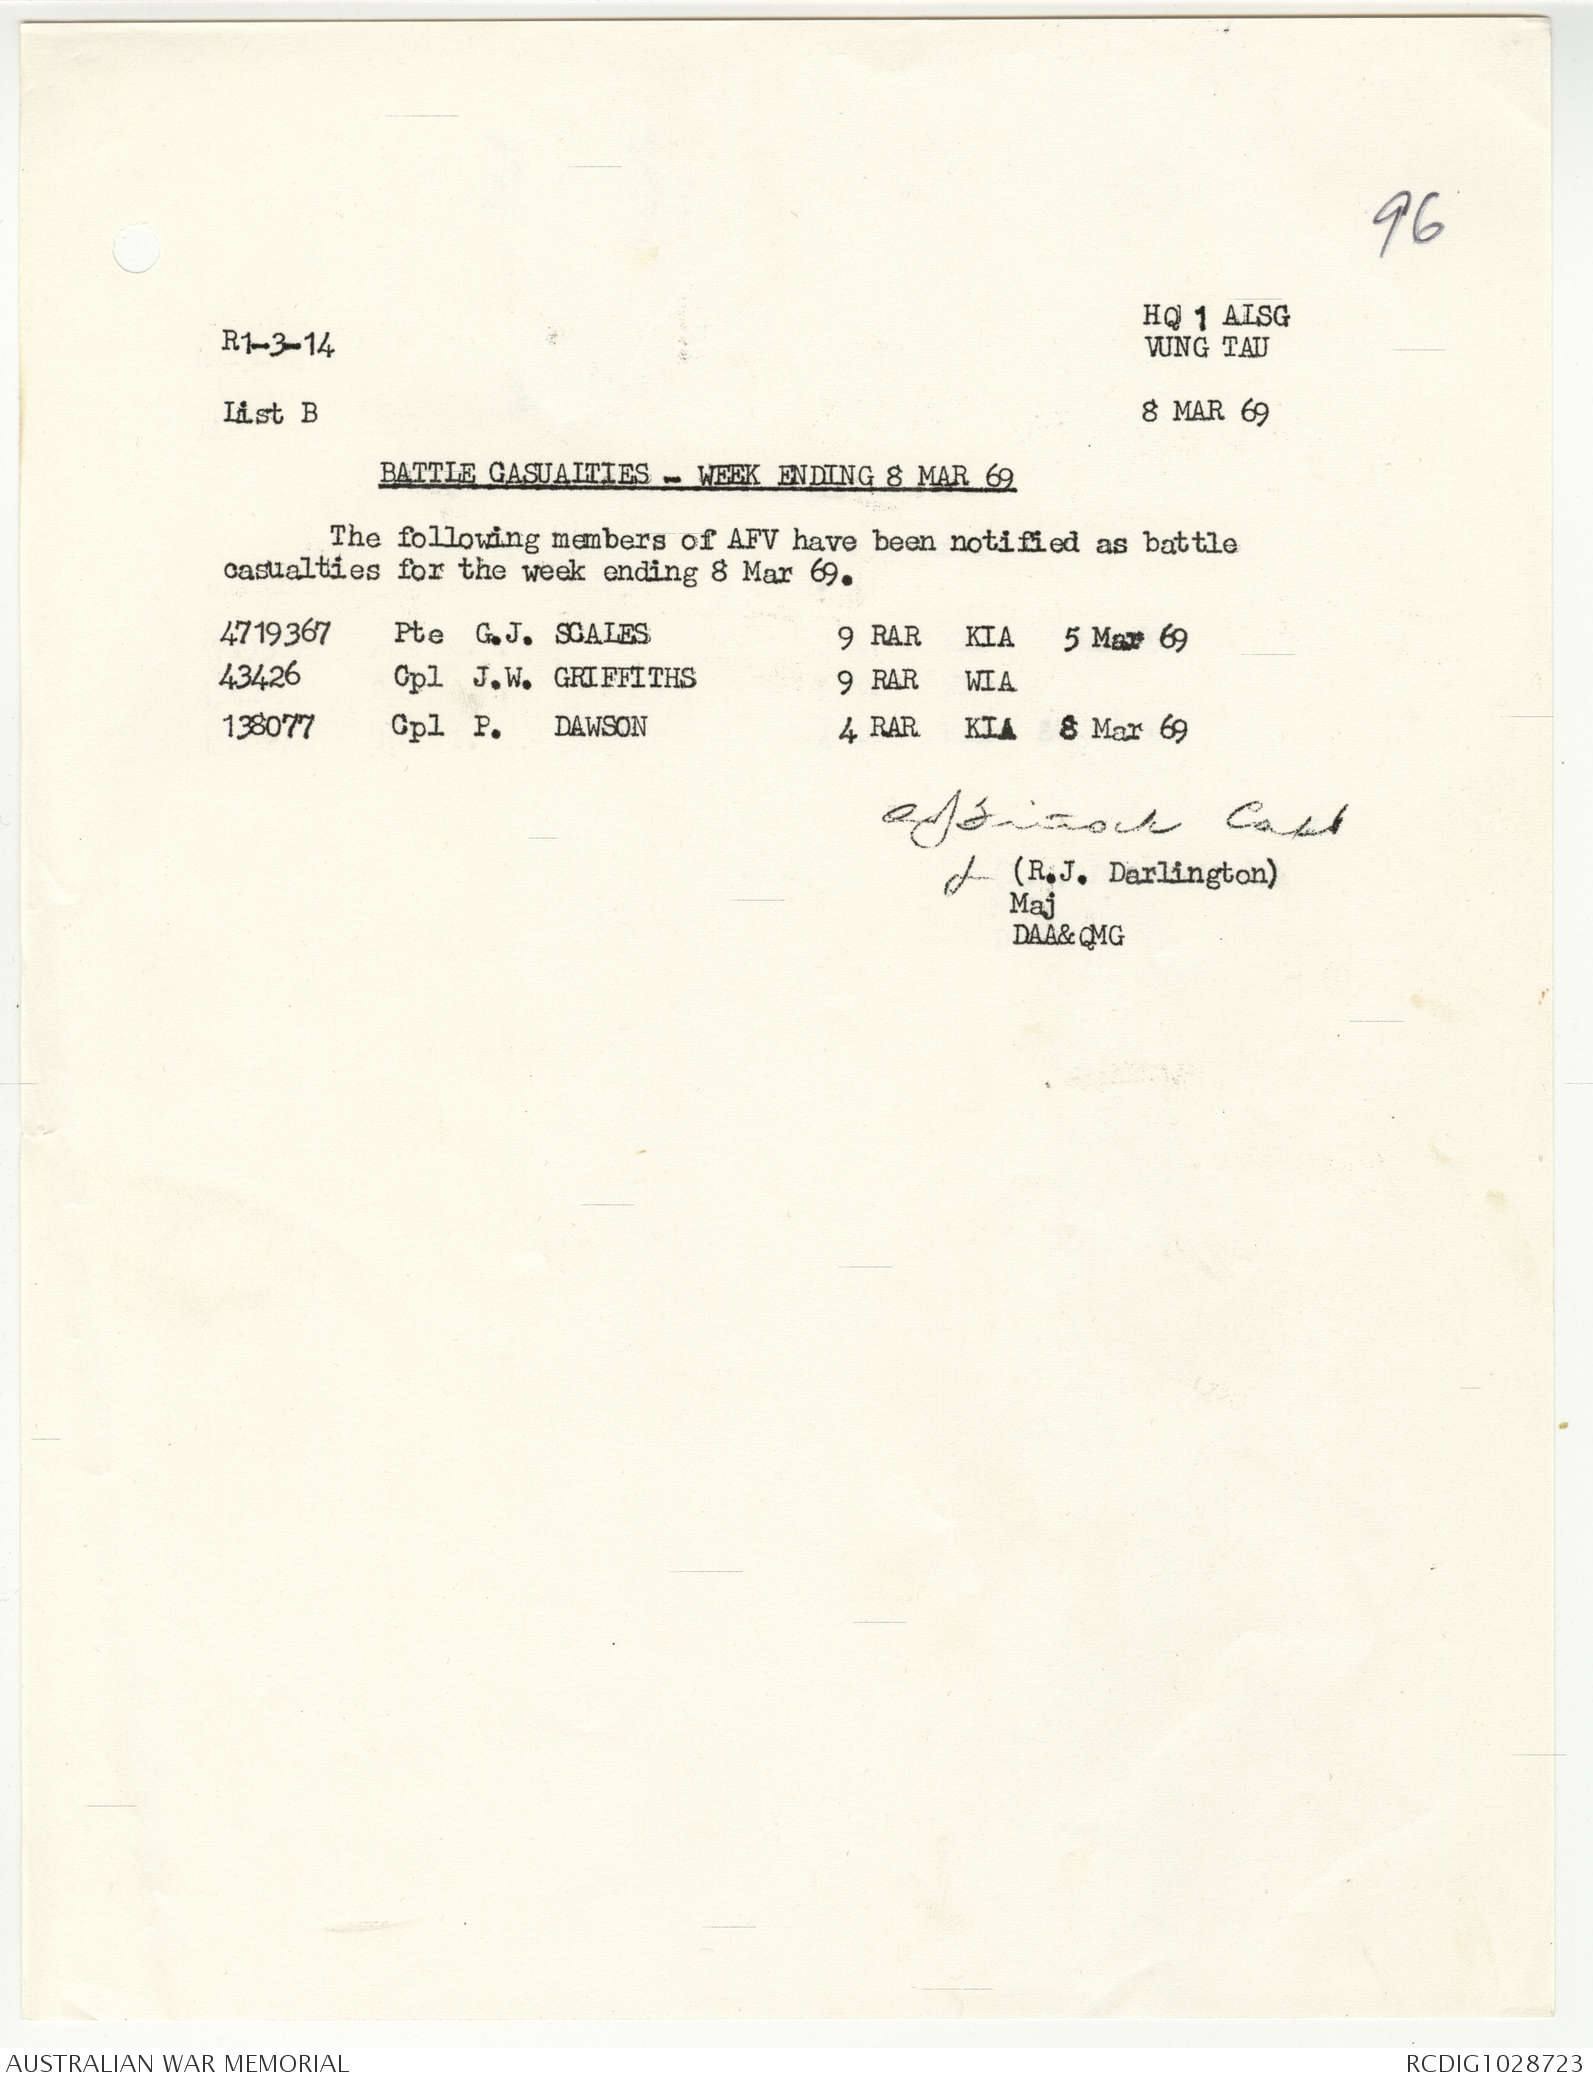 96
HQ 1 ALSG
R1-3-14
VUNG TAU
List B
8 MAR 69
BATTLE CASUALTIES - WEEK ENDING 8 MAR 69
The following members of AFV have been notified as battle
casualties for the week ending 8 Mar 69.
4719367 Pte G.J. SCALES 9 RAR KIA 5 Mar 69
43426 Cpl J.W. GRIFFITHS 9 RAR WIA
138077 Cpl P. DAWSON 4 RAR KIA 8 Mar 69
Capt
(R.J. Darlington)
Maj
DAA&QMG
AUSTRALIAN WAR MEMORIAL
RCDIG1028723